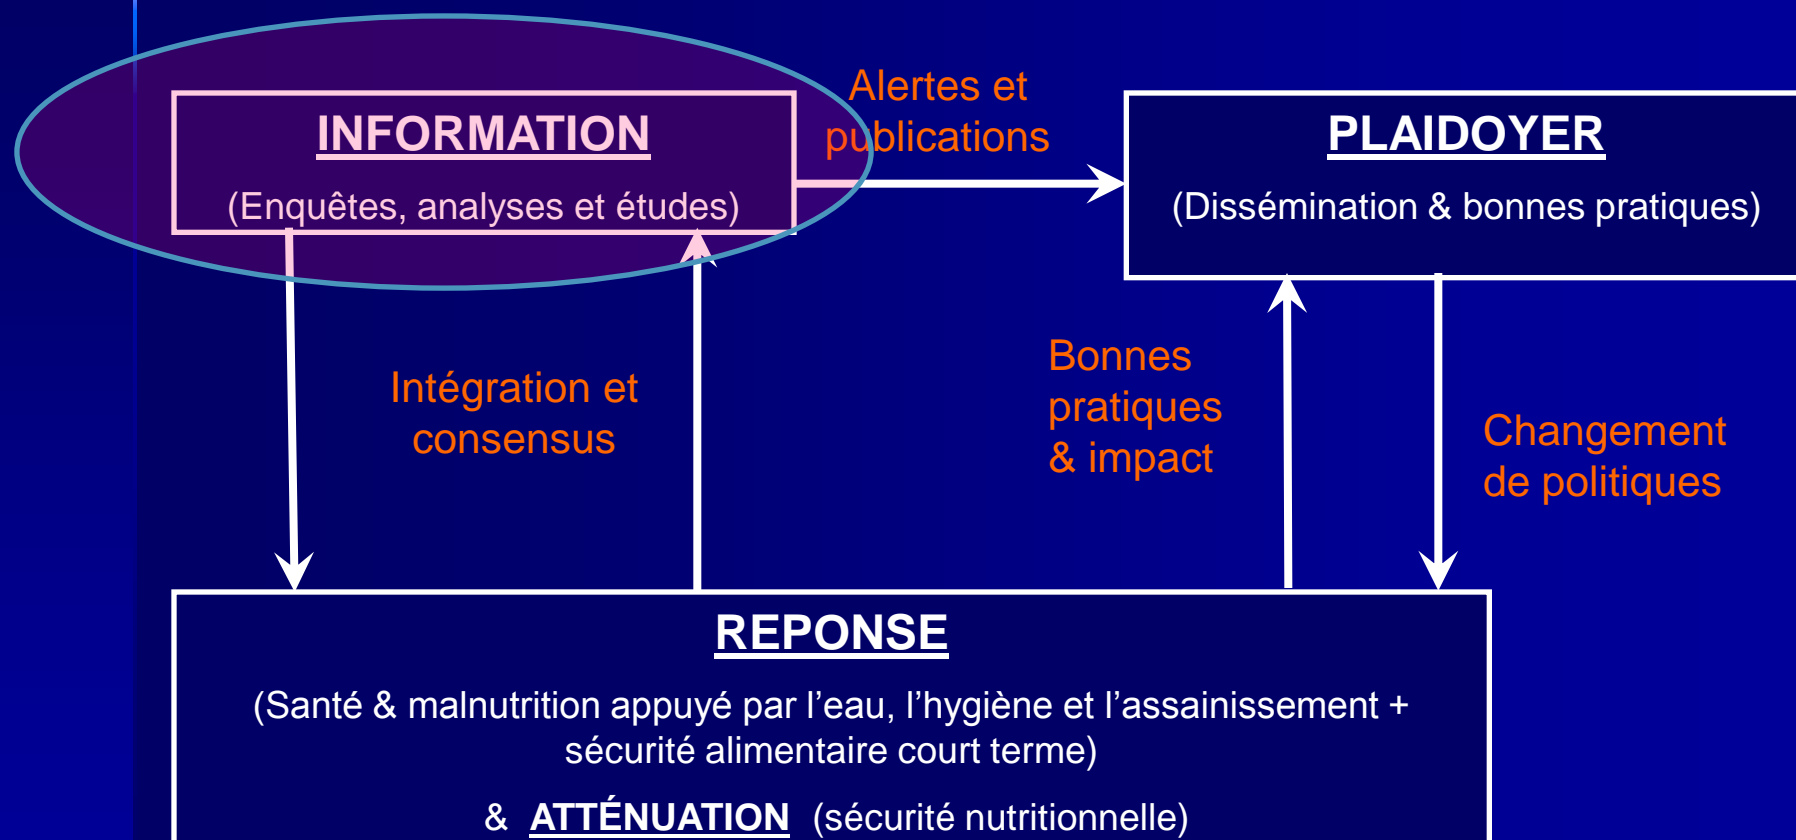 INFORMATION
(Enquêtes, analyses et études)
Alertes et
publications
PLAIDOYER
(Dissémination & bonnes pratiques)
Intégration et
consensus
Bonnes
pratiques
& impact
Changement
de politiques
REPONSE
(Santé & malnutrition appuyé par l’eau, l’hygiène et l’assainissement +
sécurité alimentaire court terme)
& ATTÉNUATION (sécurité nutritionnelle)